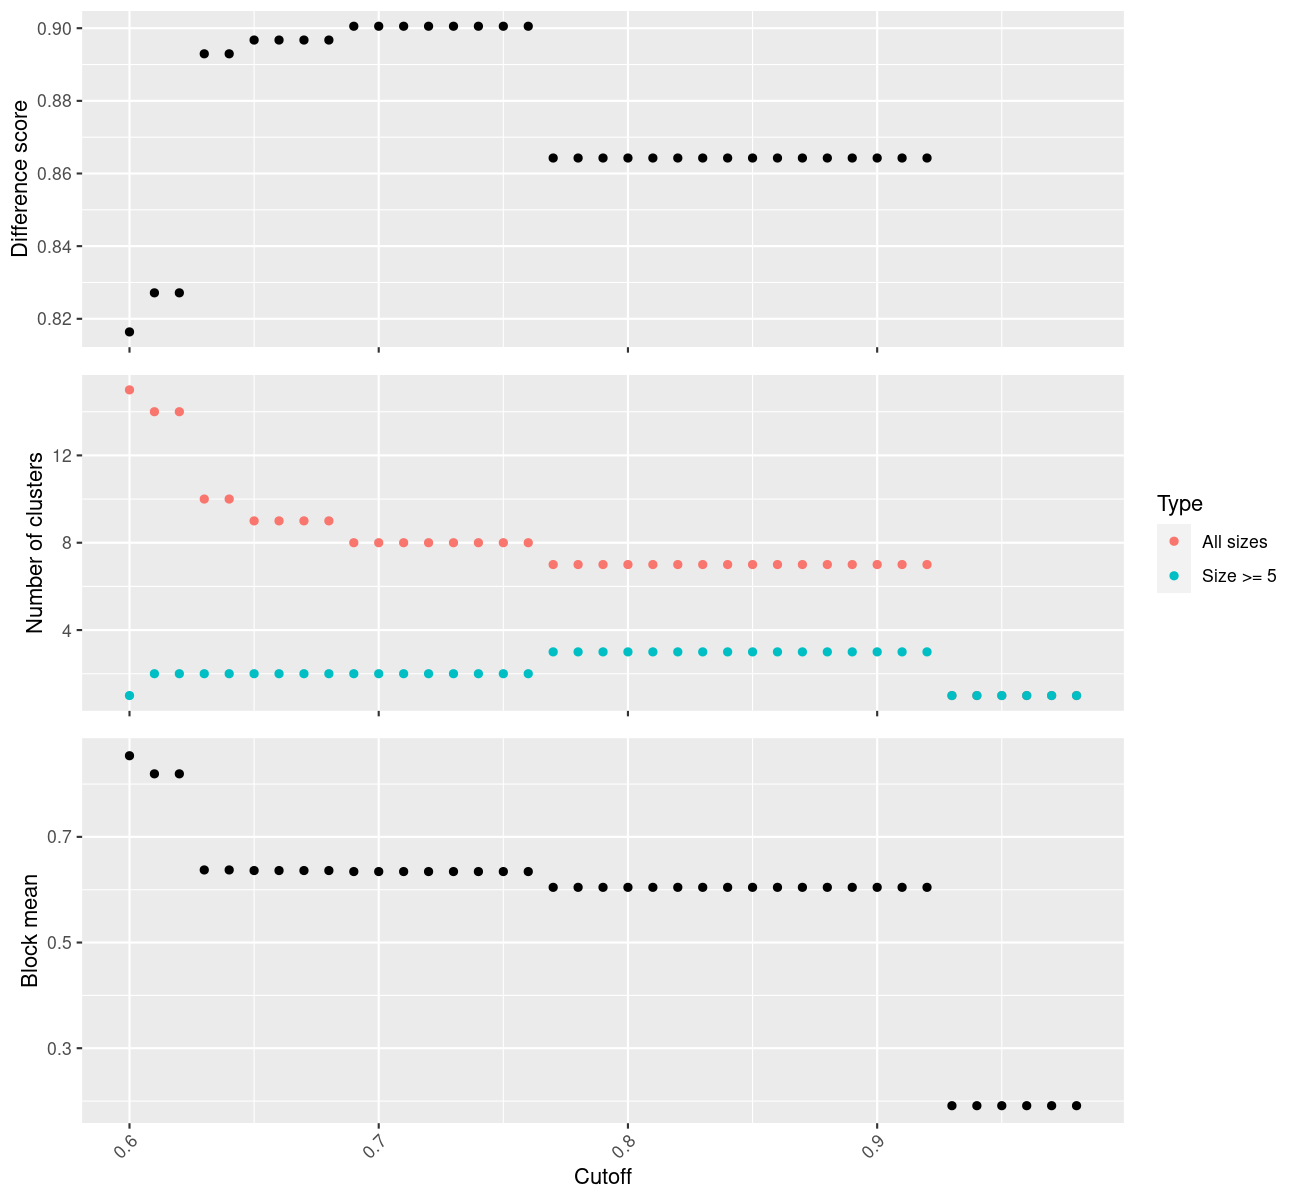 Difference score
0.90
0.88
0.86
0.84
0.82
Number of clusters
12
8
4
Block mean
0.7
0.5
0.3
0.6
0.7
0.8
0.9
Cutoff
Type
All sizes
Size >= 5